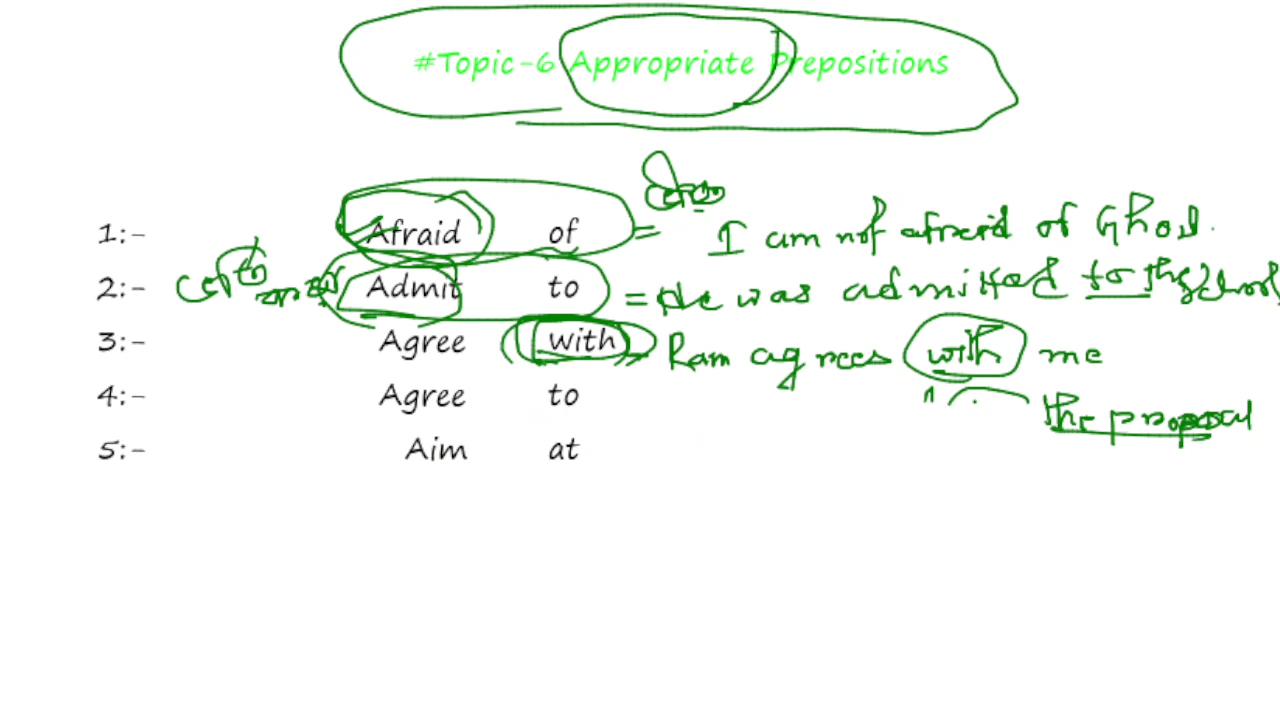 #Topic-6 Appropriate Prepositions
1:- Afraid of = I am not afraid of Ghost.
2:- Admit to = He was admitted to the School
3:- Agree with = Ram agrees with me
the proposal
4:- Agree to
5:- Aim at